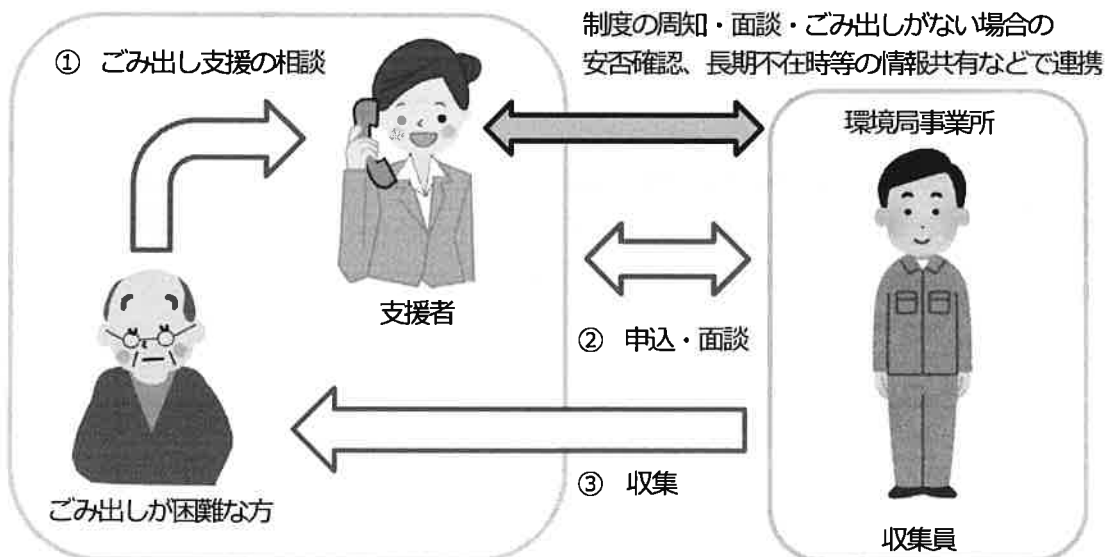 ① ごみ出し支援の相談
制度の周知・面談・ごみ出しがない場合の
安否確認、長期不在時等の情報共有などで連携
環境局事業所
支援者
② 申込・面談
③ 収集
ごみ出しが困難な方
収集員